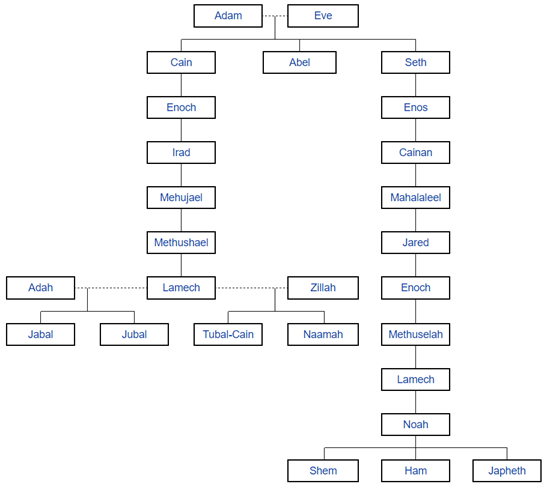 Adam Eve
Cain Abel Seth
Enoch Enos
Irad Cainan
Mehujael Mahalaleel
Methushael Jared
Adah Lamech Zillah Enoch
Jabal Jubal Tubal-Cain Naamah Methuselah
Lamech
Noah
Shem Ham Japheth